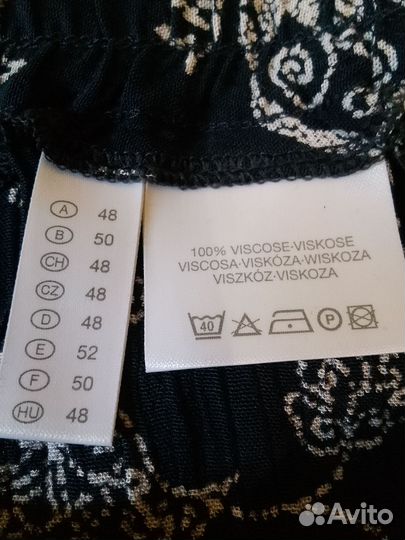 A 48
B 50
CH 48
CZ 48
D 48
E 52
F 50
HU 48
100% VISCOSE-VISKOSE
VISCOSA-VISKÓZA-WISKOZA
VISZKÓZ-VISKOZA
40 P
Avito